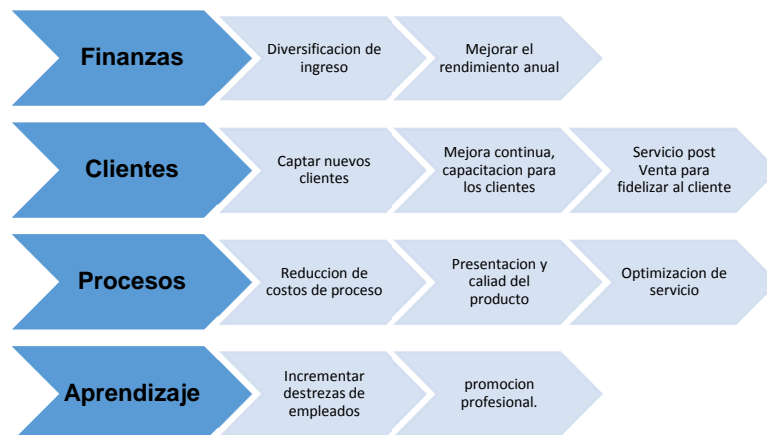 Finanzas
Diversificacion de
ingreso
Mejorar el
rendimiento anual
Clientes
Captar nuevos
clientes
Mejora continua,
capacitacion para
los clientes
Servicio post
Venta para
fidelizar al cliente
Procesos
Reduccion de
costos de proceso
Presentacion y
caliad del
producto
Optimizacion de
servicio
Aprendizaje
Incrementar
destrezas de
empleados
promocion
profesional.